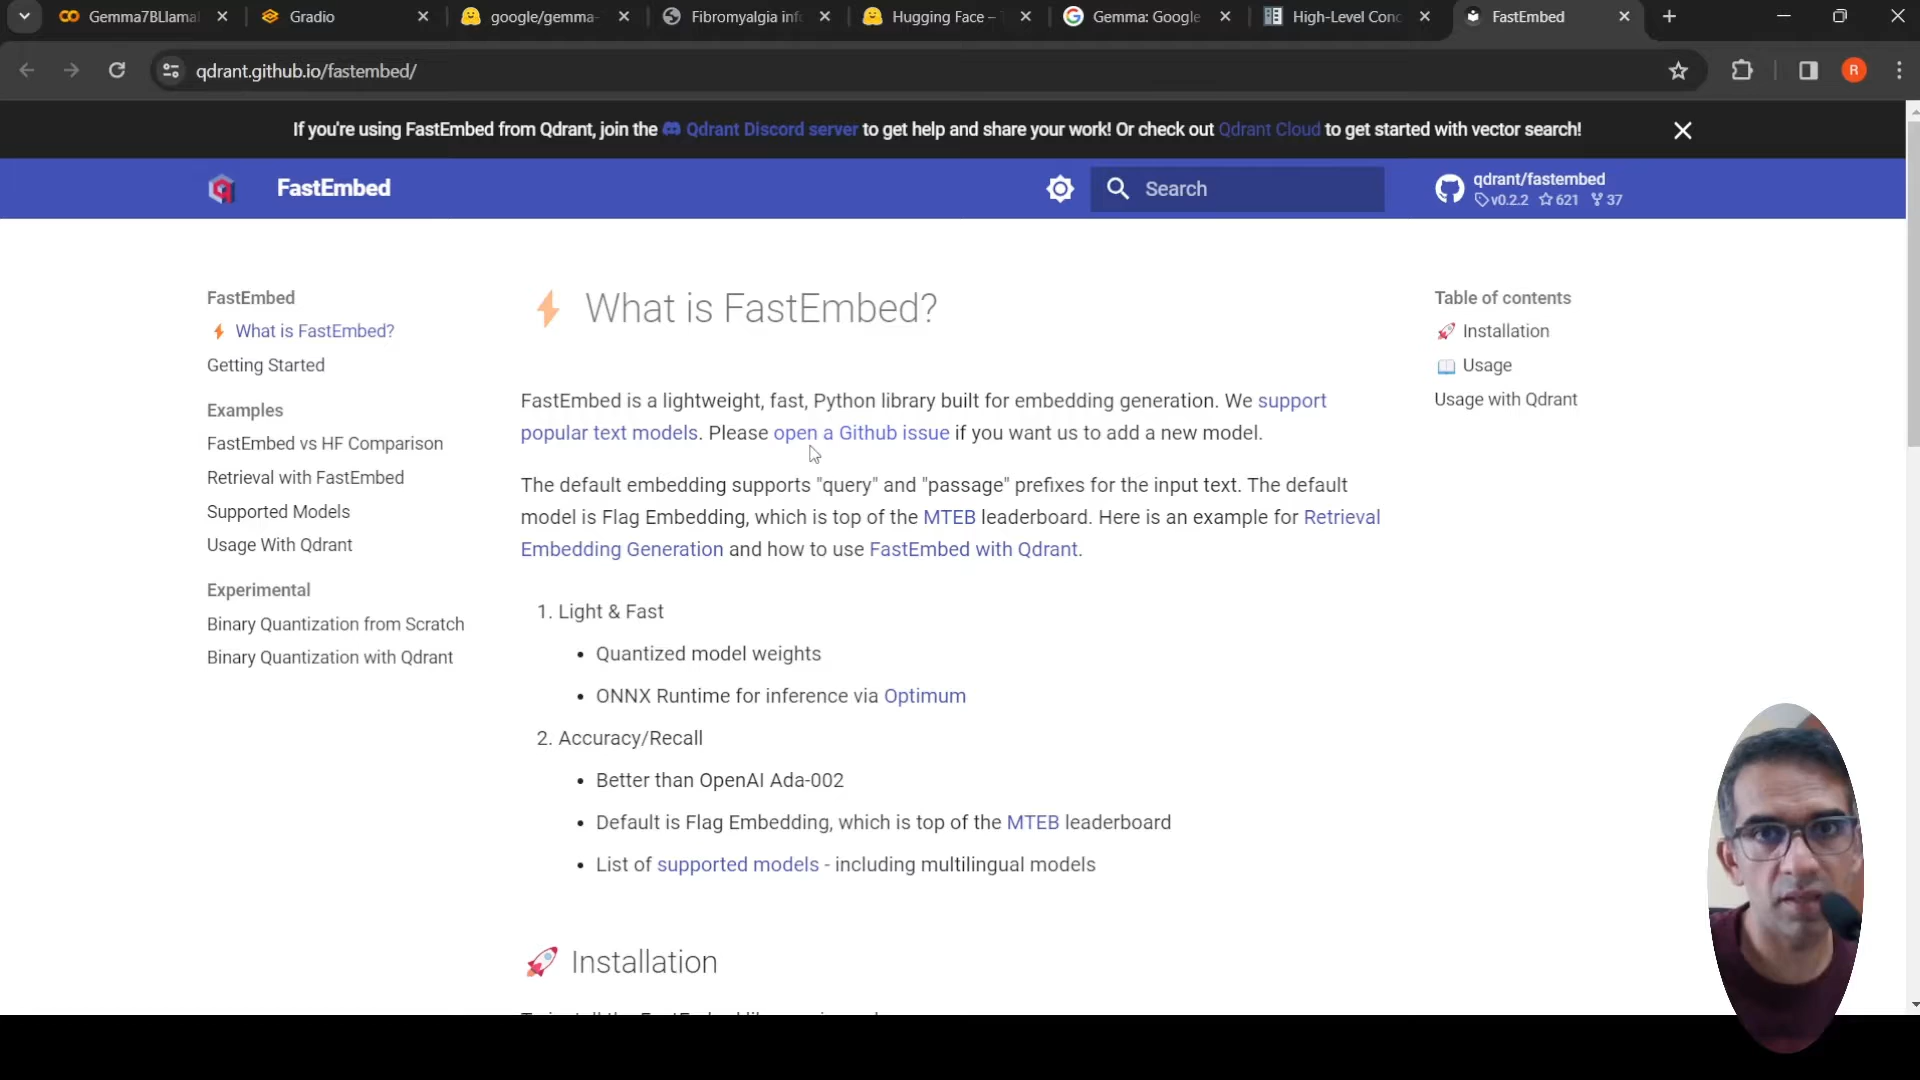 Gemma7BLlama
Gradio
google/gemma-
Fibromyalgia inf
Hugging Face –
Gemma: Google
High-Level Conc
FastEmbed
qdrant.github.io/fastembed/
R
If you're using FastEmbed from Qdrant, join the Qdrant Discord server to get help and share your work! Or check out Qdrant Cloud to get started with vector search!
FastEmbed
Search
qdrant/fastembed
v0.2.2 621 37
FastEmbed
What is FastEmbed?
Getting Started
Examples
FastEmbed vs HF Comparison
Retrieval with FastEmbed
Supported Models
Usage With Qdrant
Experimental
Binary Quantization from Scratch
Binary Quantization with Qdrant
What is FastEmbed?
FastEmbed is a lightweight, fast, Python library built for embedding generation. We support
popular text models. Please open a Github issue if you want us to add a new model.
The default embedding supports "query" and "passage" prefixes for the input text. The default
model is Flag Embedding, which is top of the MTEB leaderboard. Here is an example for Retrieval
Embedding Generation and how to use FastEmbed with Qdrant.
1. Light & Fast
• Quantized model weights
• ONNX Runtime for inference via Optimum
2. Accuracy/Recall
• Better than OpenAI Ada-002
• Default is Flag Embedding, which is top of the MTEB leaderboard
• List of supported models - including multilingual models
Installation
Table of contents
Installation
Usage
Usage with Qdrant